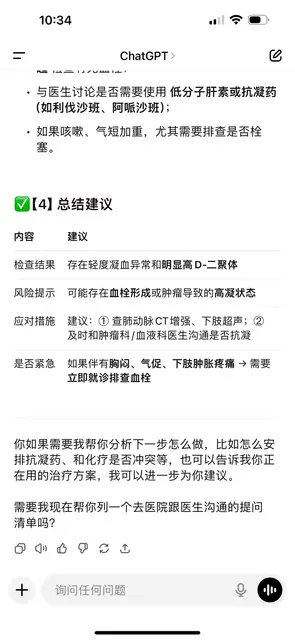 10:34
ChatGPT >
• 与医生讨论是否需要使用 低分子肝素或抗凝药
(如利伐沙班、阿哌沙班)；
• 如果咳嗽、气短加重，尤其需要排查是否栓
塞。
✅【4】总结建议
内容 建议
检查结果 存在轻度凝血异常和明显高 D-二聚体
风险提示 可能存在血栓形成或肿瘤导致的高凝状态
应对措施 建议：① 查肺动脉 CT 增强、下肢超声；②
及时和肿瘤科/血液科医生沟通是否抗凝
是否紧急 如果伴有胸闷、气促、下肢肿胀疼痛 → 需要
立即就诊排查血栓
你如果需要我帮你分析下一步怎么做，比如怎么安
排抗凝药、和化疗是否冲突等，也可以告诉我你正
在用的治疗方案，我可以进一步为你建议。
需要我现在帮你列一个去医院跟医生沟通的提问
清单吗？
询问任何问题